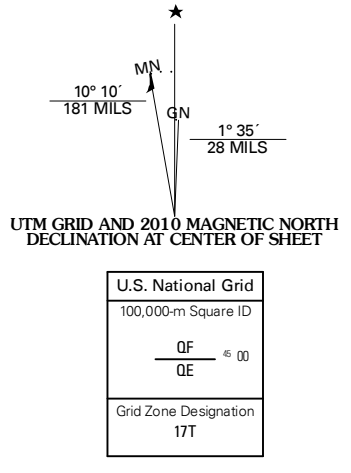 ★
MN
10° 10´
181 MILS
GN
1° 35´
28 MILS
UTM GRID AND 2010 MAGNETIC NORTH
DECLINATION AT CENTER OF SHEET
U.S. National Grid
100,000-m Square ID
QF
45 00
QE
Grid Zone Designation
17T